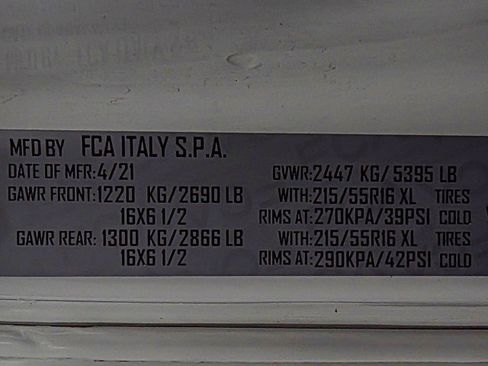 MFD BY FCA ITALY S.P.A.
DATE OF MFR:4/21 GVWR:2447 KG/5395 LB
GAWR FRONT:1220 KG/2690 LB WITH:215/55R16 XL TIRES
16X6 1/2 RIMS AT:270KPA/39PSI COLD
GAWR REAR:1300 KG/2866 LB WITH:215/55R16 XL TIRES
16X6 1/2 RIMS AT:290KPA/42PSI COLD